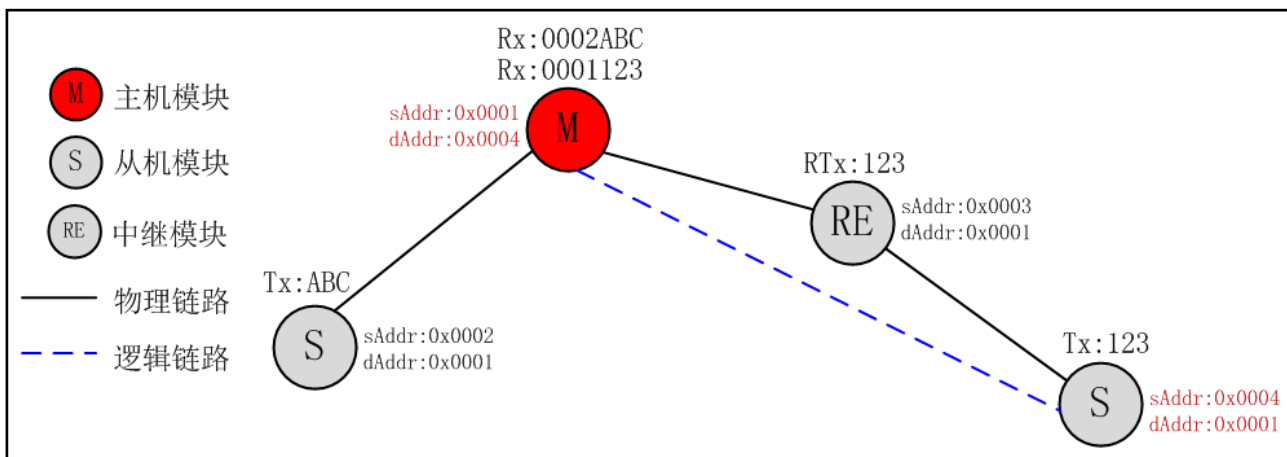 Rx:0002ABC
Rx:0001123
M 主机模块
sAddr:0x0001
dAddr:0x0004
M
S 从机模块
RTx:123
RE
sAddr:0x0003
dAddr:0x0001
RE 中继模块
物理链路
Tx:ABC
S
sAddr:0x0002
dAddr:0x0001
逻辑链路
Tx:123
S
sAddr:0x0004
dAddr:0x0001